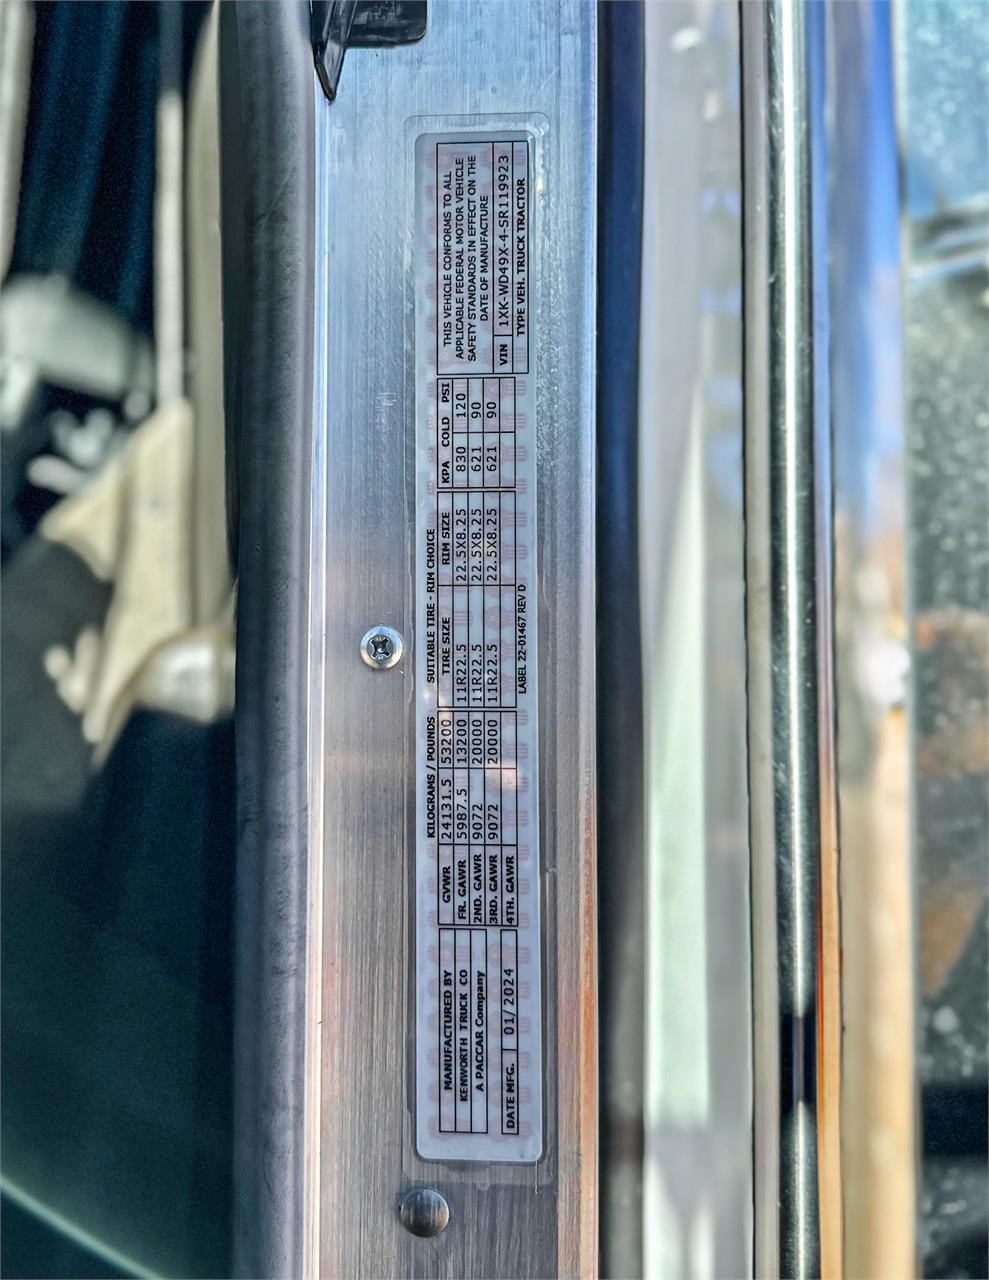 MANUFACTURED BY
KENWORTH TRUCK CO
A PACCAR Company
DATE MFG. 01/2024
KILOGRAMS / POUNDS
GVWR 24131.5 53200
FR. GAWR 5987.5 13200
2ND. GAWR 9072 20000
3RD. GAWR 9072 20000
4TH. GAWR
SUITABLE TIRE - RIM CHOICE
TIRE SIZE RIM SIZE KPA COLD PSI
11R22.5 22.5X8.25 830 120
11R22.5 22.5X8.25 621 90
11R22.5 22.5X8.25 621 90
LABEL 22-01467 REV D
THIS VEHICLE CONFORMS TO ALL
APPLICABLE FEDERAL MOTOR VEHICLE
SAFETY STANDARDS IN EFFECT ON THE
DATE OF MANUFACTURE
VIN 1XK-WD49X-4-SR119923
TYPE VEH. TRUCK TRACTOR